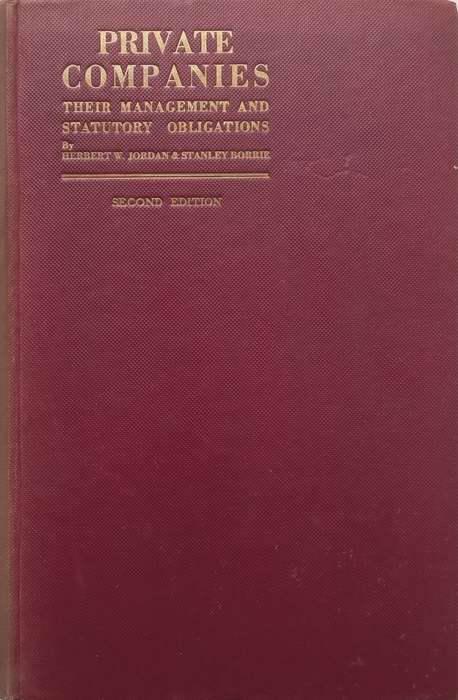 PRIVATE
COMPANIES
THEIR MANAGEMENT AND
STATUTORY OBLIGATIONS
By
HERBERT W. JORDAN & STANLEY BORRIE
SECOND EDITION